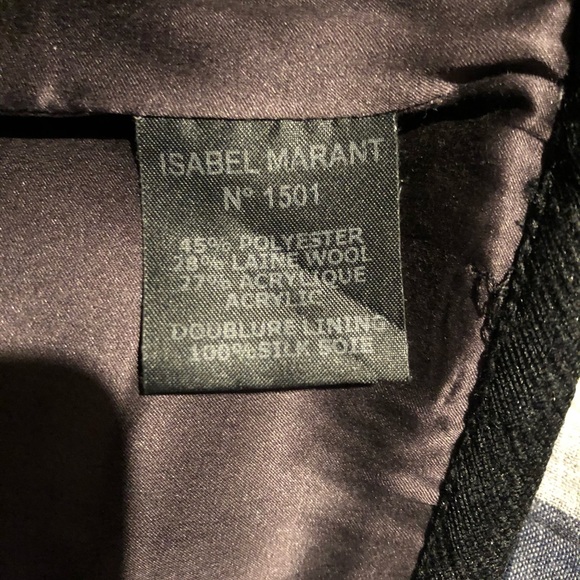 ISABEL MARANT
N° 1501
45% POLYESTER
28% LAINE WOOL
27% ACRYLIQUE
ACRYLIC
DOUBLURE LINING
100%SILK SOIE